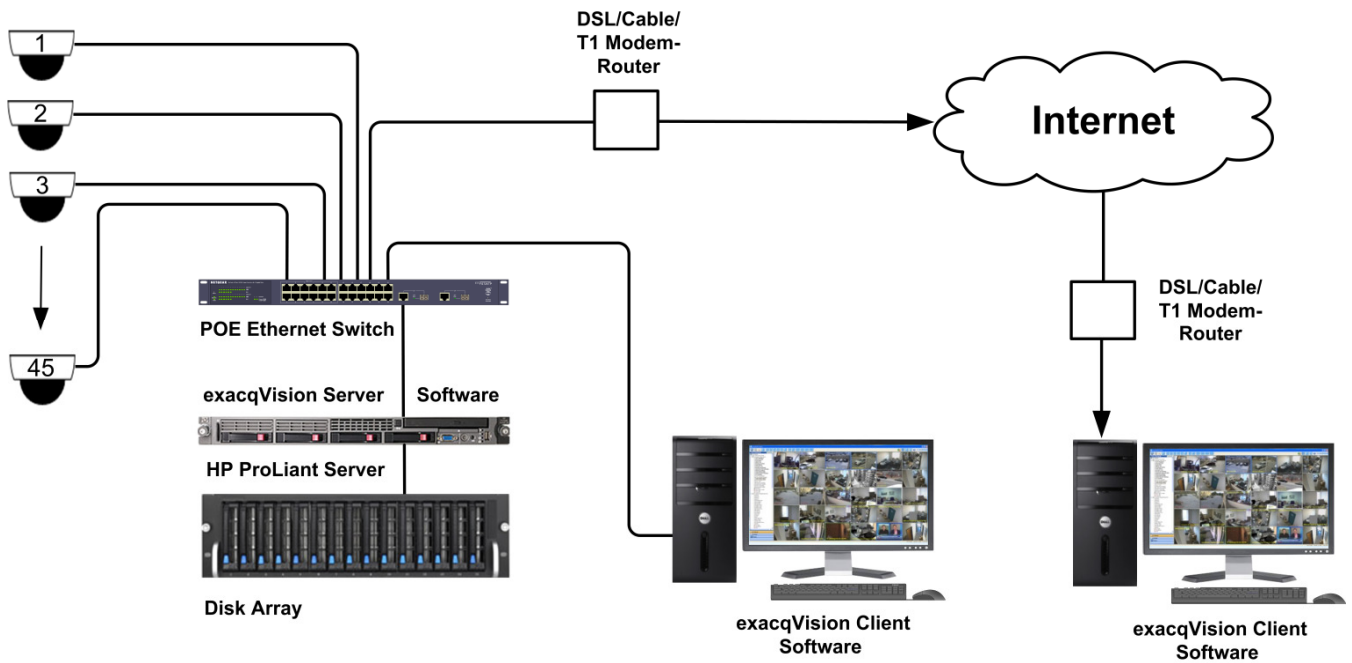 1
2
3
45
DSL/Cable/
T1 Modem-
Router
Internet
DSL/Cable/
T1 Modem-
Router
NETGEAR
POE Ethernet Switch
exacqVision Server Software
HP ProLiant Server
Disk Array
exacqVision Client
Software
exacqVision Client
Software